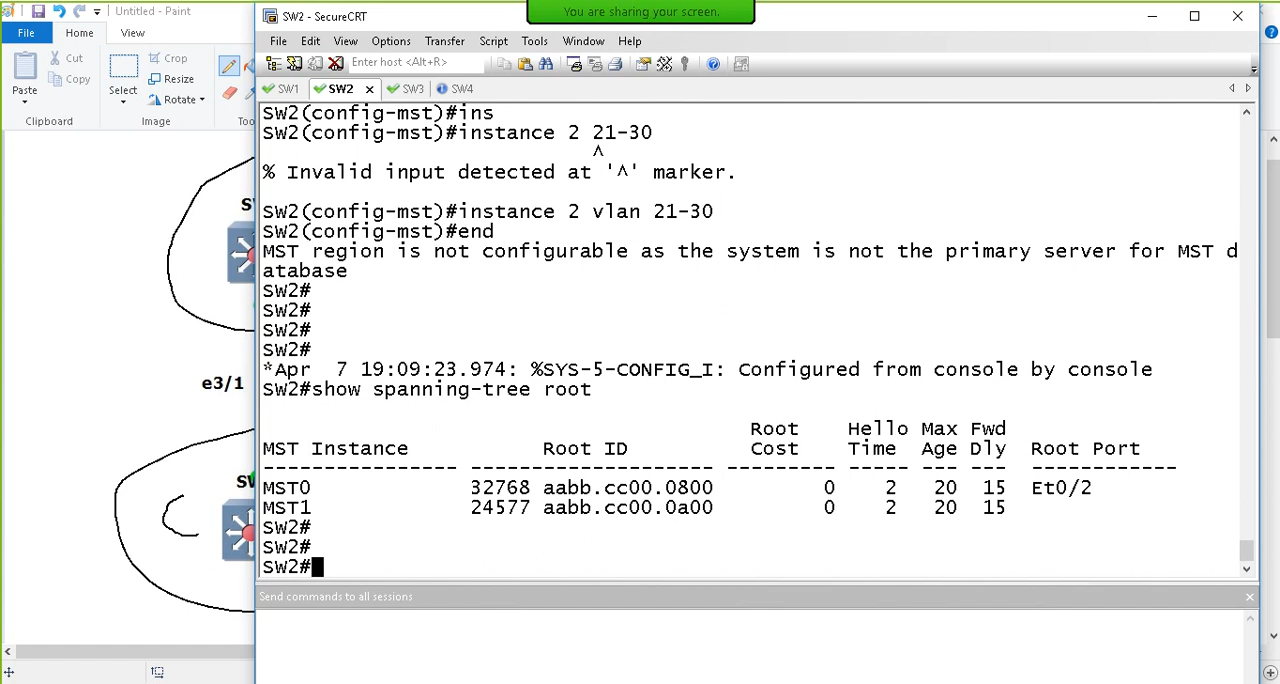 You are sharing your screen.
Untitled - Paint
File Home View
Paste
Cut
Copy
Clipboard
Select
Crop
Resize
Rotate
Image
Too
SW2 - SecureCRT
File Edit View Options Transfer Script Tools Window Help
Enter host <Alt+R>
SW1 SW2 SW3 SW4
SW2(config-mst)#ins
SW2(config-mst)#instance 2 21-30
^
% Invalid input detected at '^' marker.
SW2(config-mst)#instance 2 vlan 21-30
SW2(config-mst)#end
MST region is not configurable as the system is not the primary server for MST d
atabase
SW2#
SW2#
SW2#
SW2#
*Apr  7 19:09:23.974: %SYS-5-CONFIG_I: Configured from console by console
SW2#show spanning-tree root
Root Hello Max Fwd
MST Instance Root ID Cost Time Age Dly Root Port
---------------- -------------------- --------- ----- --- --- ------------
MST0 32768 aabb.cc00.0800 0 2 20 15 Et0/2
MST1 24577 aabb.cc00.0a00 0 2 20 15
SW2#
SW2#
SW2#
Send commands to all sessions
e3/1